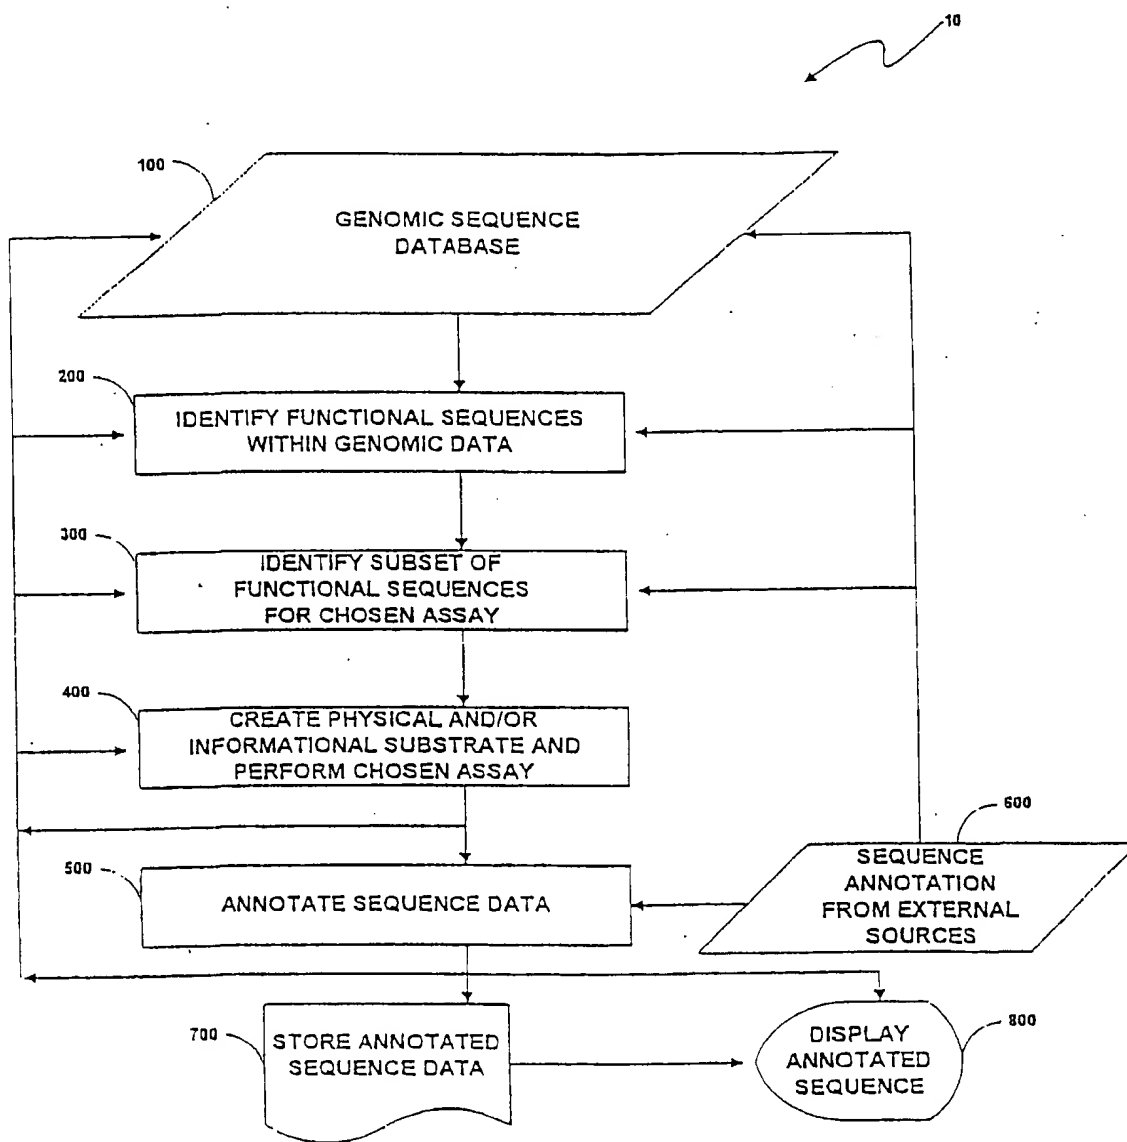 10
100
GENOMIC SEQUENCE
DATABASE
200
IDENTIFY FUNCTIONAL SEQUENCES
WITHIN GENOMIC DATA
300
IDENTIFY SUBSET OF
FUNCTIONAL SEQUENCES
FOR CHOSEN ASSAY
400
CREATE PHYSICAL AND/OR
INFORMATIONAL SUBSTRATE AND
PERFORM CHOSEN ASSAY
500
ANNOTATE SEQUENCE DATA
600
SEQUENCE
ANNOTATION
FROM EXTERNAL
SOURCES
700
STORE ANNOTATED
SEQUENCE DATA
800
DISPLAY
ANNOTATED
SEQUENCE